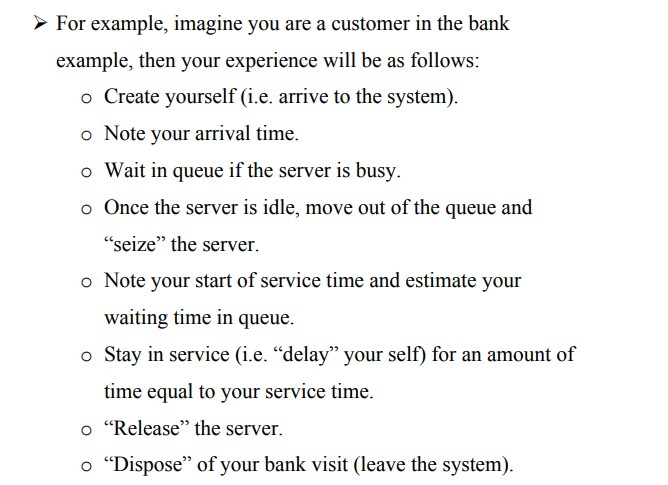 ➢ For example, imagine you are a customer in the bank
example, then your experience will be as follows:
o Create yourself (i.e. arrive to the system).
o Note your arrival time.
o Wait in queue if the server is busy.
o Once the server is idle, move out of the queue and
“seize” the server.
o Note your start of service time and estimate your
waiting time in queue.
o Stay in service (i.e. “delay” your self) for an amount of
time equal to your service time.
o “Release” the server.
o “Dispose” of your bank visit (leave the system).